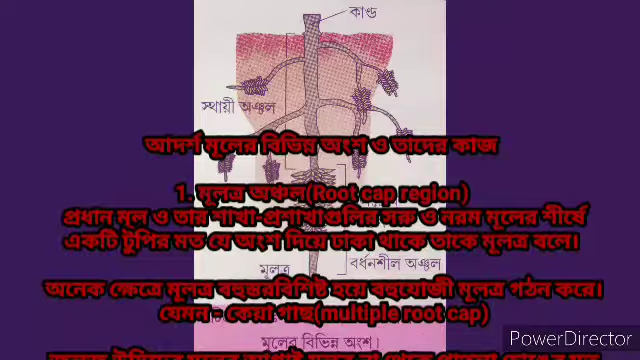 কাণ্ড
স্থায়ী অঞ্চল
আদর্শ মূলের বিভিন্ন অংশ ও তাদের কাজ
1. মূলত্র অঞ্চল(Root cap region)
প্রধান মূল ও তার শাখা-প্রশাখাগুলির সরু ও নরম মূলের শীর্ষে
একটি টুপির মত যে অংশ দিয়ে ঢাকা থাকে তাকে মূলত্র বলে।
মূলত্র
বর্ধনশীল অঞ্চল
অনেক ক্ষেত্রে মূলত্র বহুস্তরবিশিষ্ট হয়ে বহুযোজী মূলত্র গঠন করে।
যেমন - কেয়া গাছ(multiple root cap)
মূলের বিভিন্ন অংশ।
PowerDirector